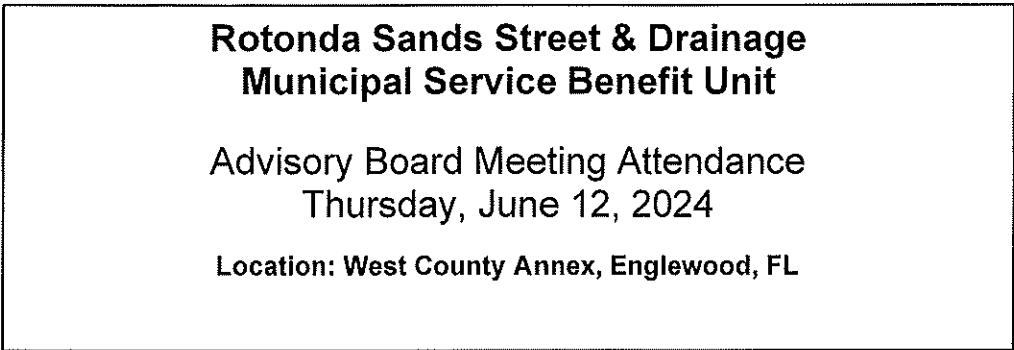 Rotonda Sands Street & Drainage
Municipal Service Benefit Unit
Advisory Board Meeting Attendance
Thursday, June 12, 2024
Location: West County Annex, Englewood, FL